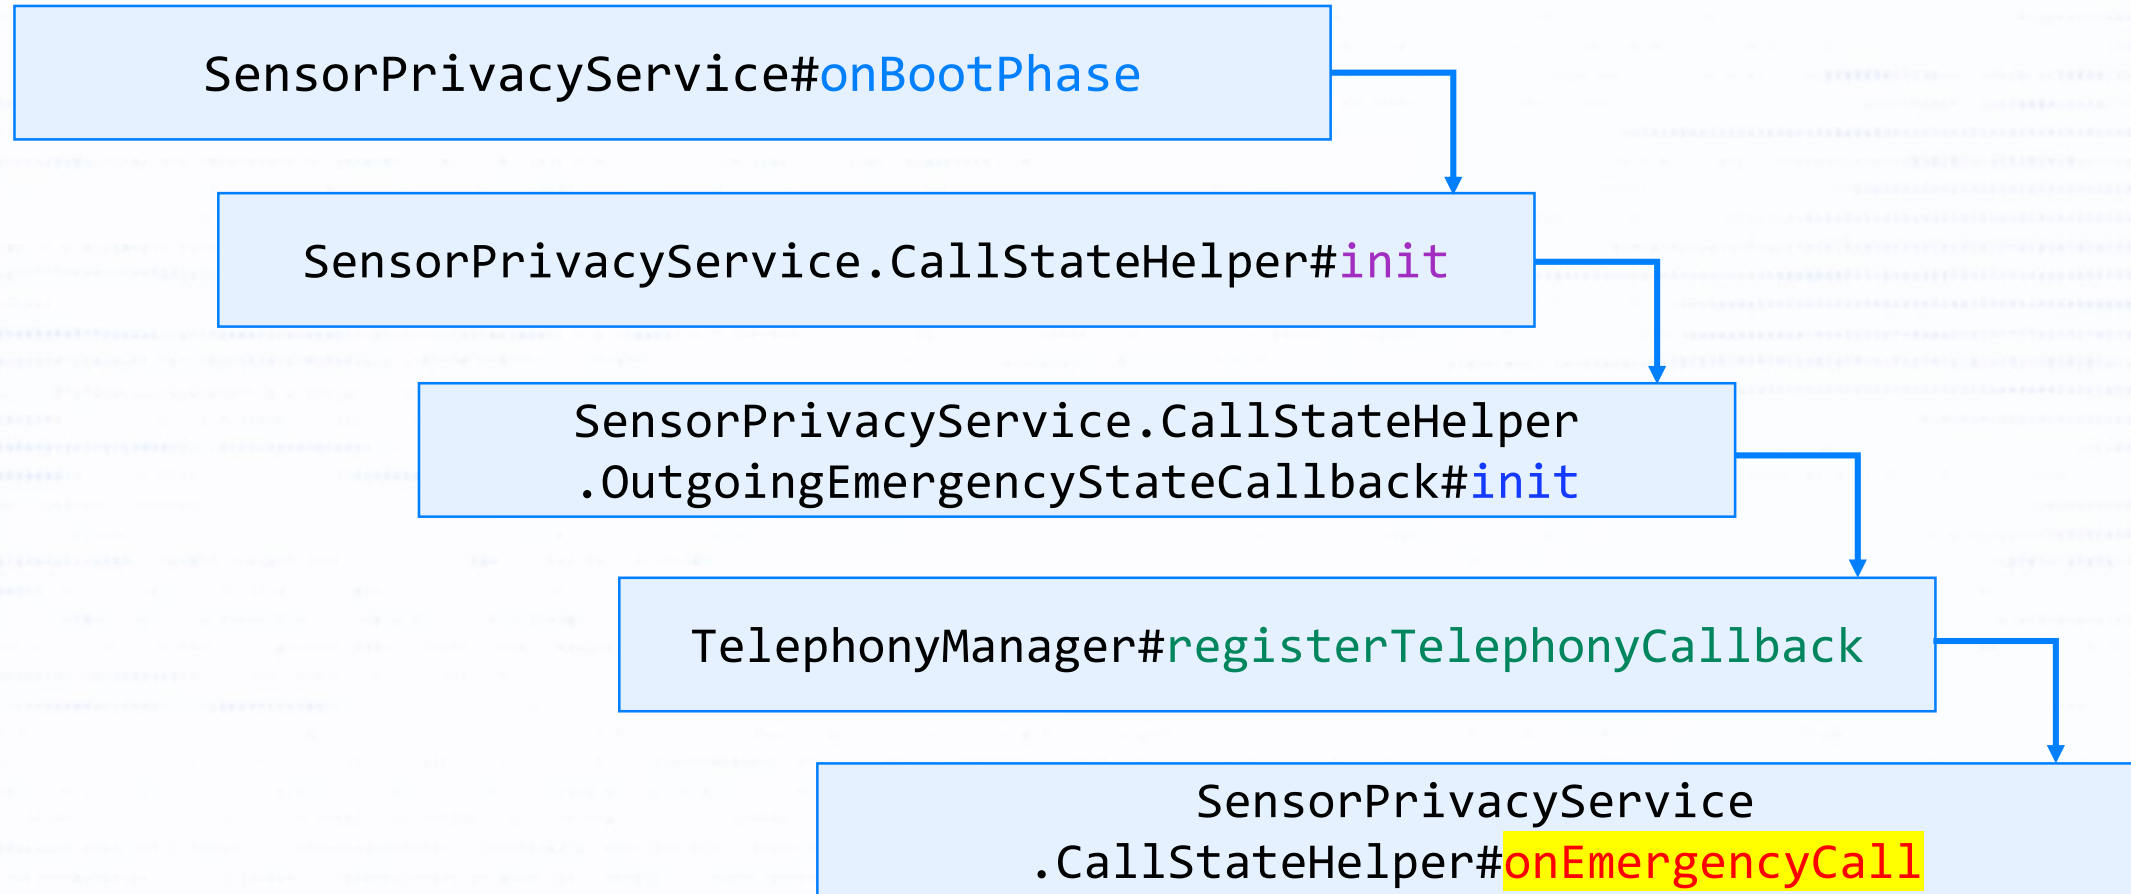 SensorPrivacyService#onBootPhase
SensorPrivacyService.CallStateHelper#init
SensorPrivacyService.CallStateHelper
.OutgoingEmergencyStateCallback#init
TelephonyManager#registerTelephonyCallback
SensorPrivacyService
.CallStateHelper#onEmergencyCall